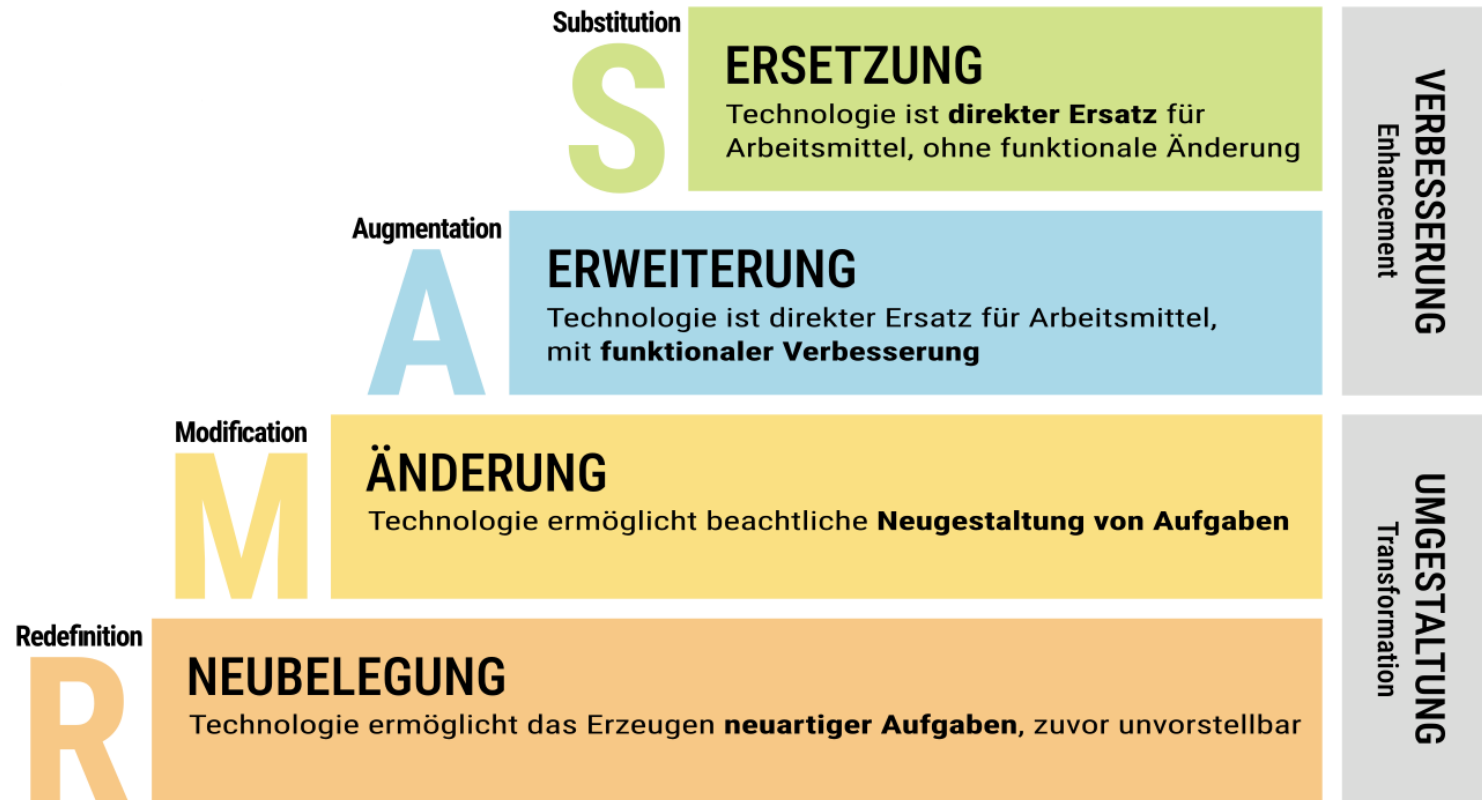 Substitution
S
ERSETZUNG
Technologie ist direkter Ersatz für
Arbeitsmittel, ohne funktionale Änderung
Augmentation
A
ERWEITERUNG
Technologie ist direkter Ersatz für Arbeitsmittel,
mit funktionaler Verbesserung
VERBESSERUNG
Enhancement
Modification
M
ÄNDERUNG
Technologie ermöglicht beachtliche Neugestaltung von Aufgaben
Redefinition
R
NEUBELEGUNG
Technologie ermöglicht das Erzeugen neuartiger Aufgaben, zuvor unvorstellbar
UMGESTALTUNG
Transformation